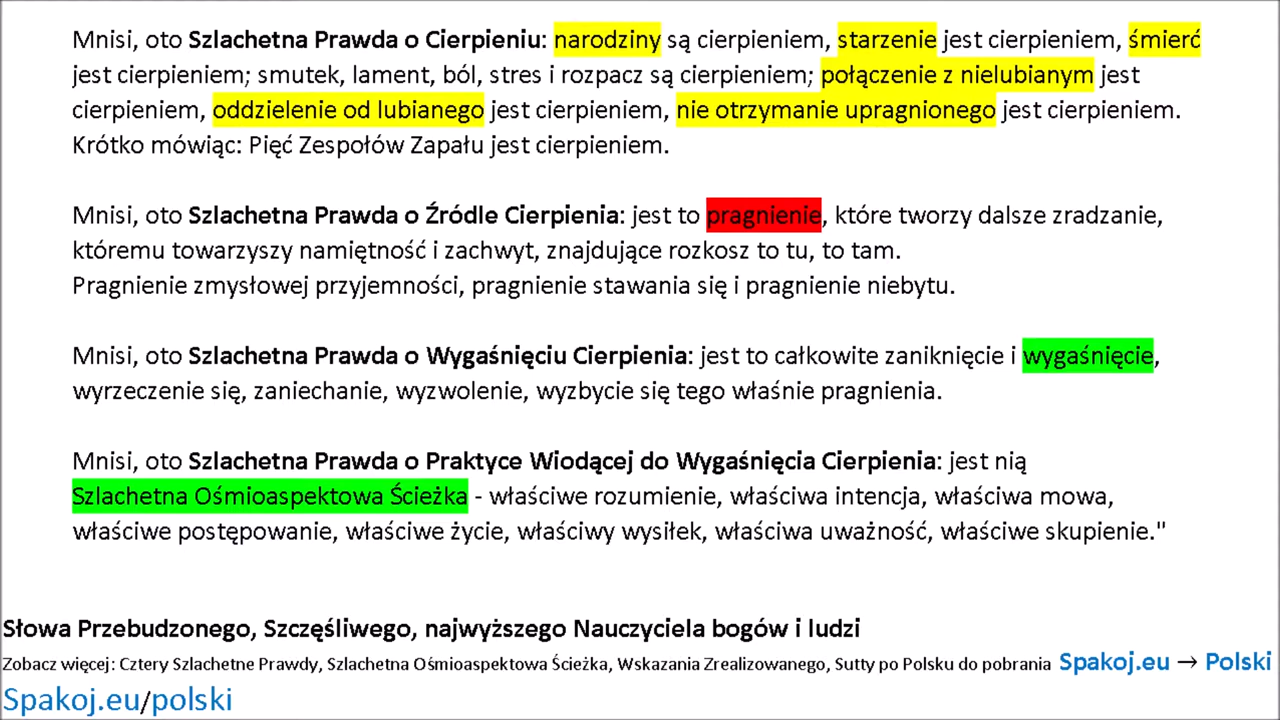 Mnisi, oto Szlachetna Prawda o Cierpieniu: narodziny są cierpieniem, starzenie jest cierpieniem, śmierć
jest cierpieniem; smutek, lament, ból, stres i rozpacz są cierpieniem; połączenie z nielubianym jest
cierpieniem, oddzielenie od lubianego jest cierpieniem, nie otrzymanie upragnionego jest cierpieniem.
Krótko mówiąc: Pięć Zespołów Zapału jest cierpieniem.
Mnisi, oto Szlachetna Prawda o Źródle Cierpienia: jest to pragnienie, które tworzy dalsze zradzanie,
któremu towarzyszy namiętność i zachwyt, znajdujące rozkosz to tu, to tam.
Pragnienie zmysłowej przyjemności, pragnienie stawania się i pragnienie niebytu.
Mnisi, oto Szlachetna Prawda o Wygaśnięciu Cierpienia: jest to całkowite zaniknięcie i wygaśnięcie,
wyrzeczenie się, zaniechanie, wyzwolenie, wyzbycie się tego właśnie pragnienia.
Mnisi, oto Szlachetna Prawda o Praktyce Wiodącej do Wygaśnięcia Cierpienia: jest nią
Szlachetna Ośmioaspektowa Ścieżka - właściwe rozumienie, właściwa intencja, właściwa mowa,
właściwe postępowanie, właściwe życie, właściwy wysiłek, właściwa uważność, właściwe skupienie."
Słowa Przebudzonego, Szczęśliwego, najwyższego Nauczyciela bogów i ludzi
Zobacz więcej: Cztery Szlachetne Prawdy, Szlachetna Ośmioaspektowa Ścieżka, Wskazania Zrealizowanego, Sutty po Polsku do pobrania Spakoj.eu → Polski
Spakoj.eu/polski